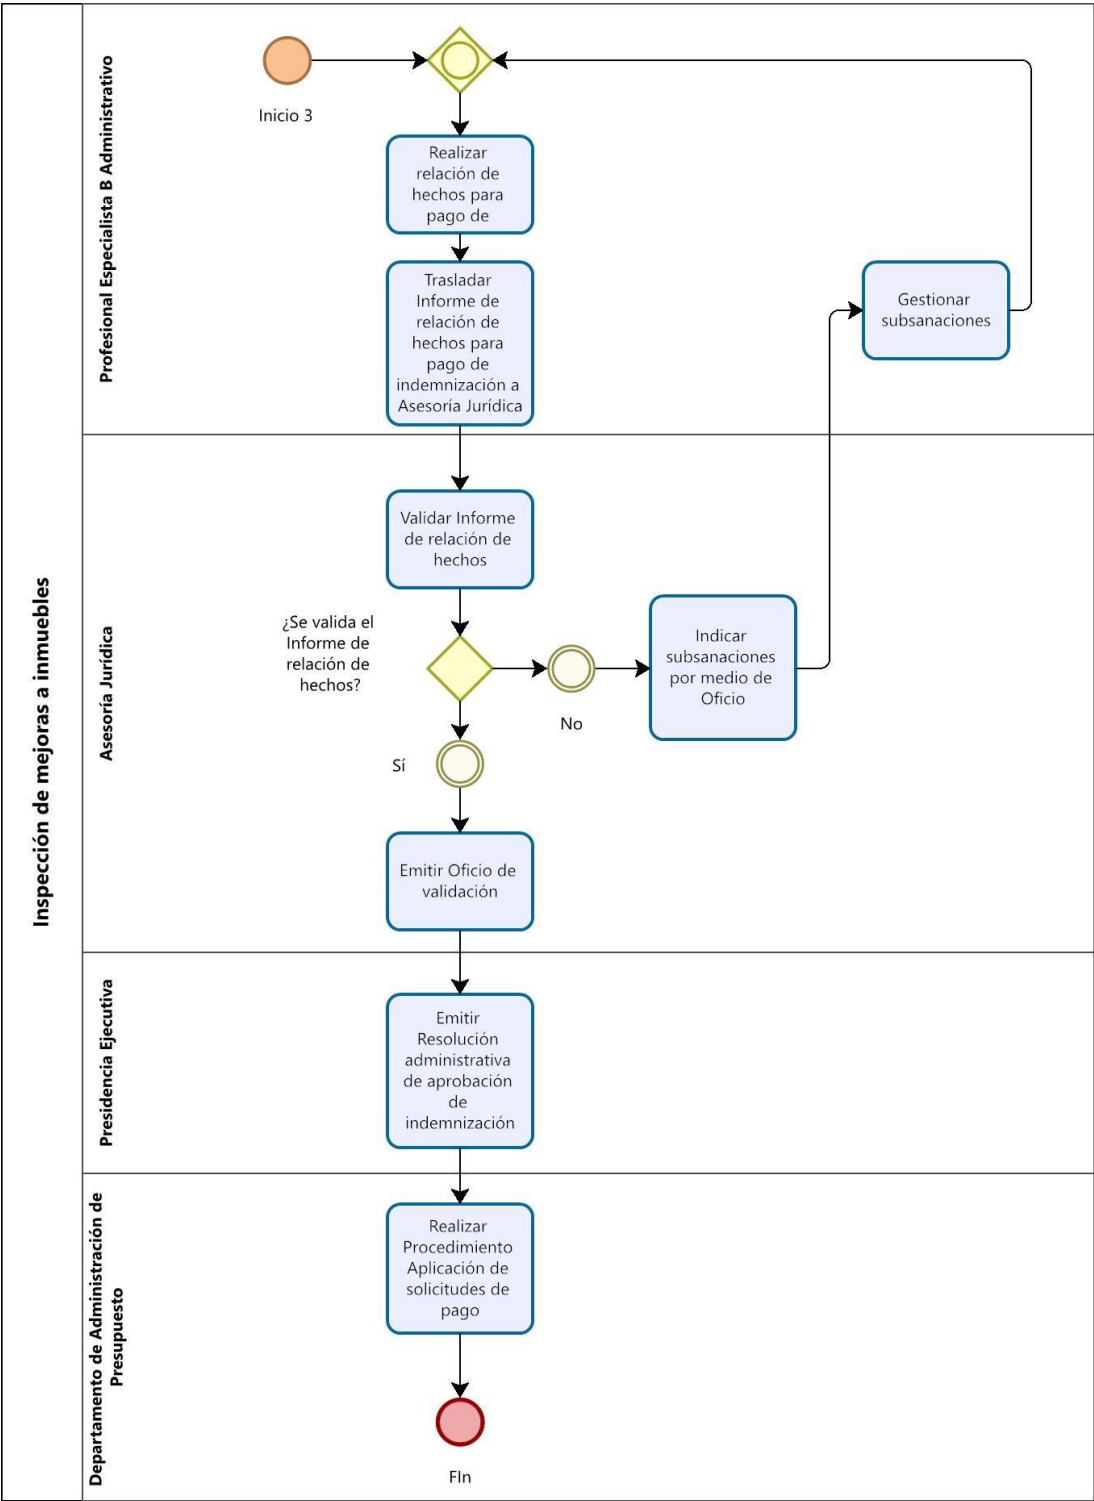 Inspección de mejoras a inmuebles
Profesional Especialista B Administrativo
Inicio 3
Realizar
relación de
hechos para
pago de
Trasladar
Informe de
relación de
hechos para
pago de
indemnización a
Asesoría Jurídica
Gestionar
subsanaciones
Asesoría Jurídica
Validar Informe
de relación de
hechos
¿Se valida el
Informe de
relación de
hechos?
No
Indicar
subsanaciones
por medio de
Oficio
Sí
Emitir Oficio de
validación
Presidencia Ejecutiva
Emitir
Resolución
administrativa
de aprobación
de
indemnización
Departamento de Administración de
Presupuesto
Realizar
Procedimiento
Aplicación de
solicitudes de
pago
FIn